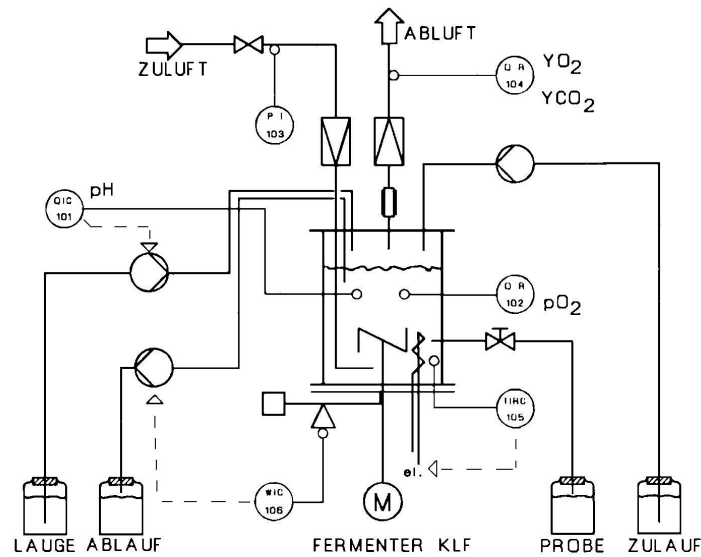 ABLUFT
ZULUFT
P I
103
Q R
104
YO2
YCO2
QIC
101
pH
Q R
102
pO2
TIRC
105
el.
WIC
106
M
LAUGE
ABLAUF
FERMENTER KLF
PROBE
ZULAUF